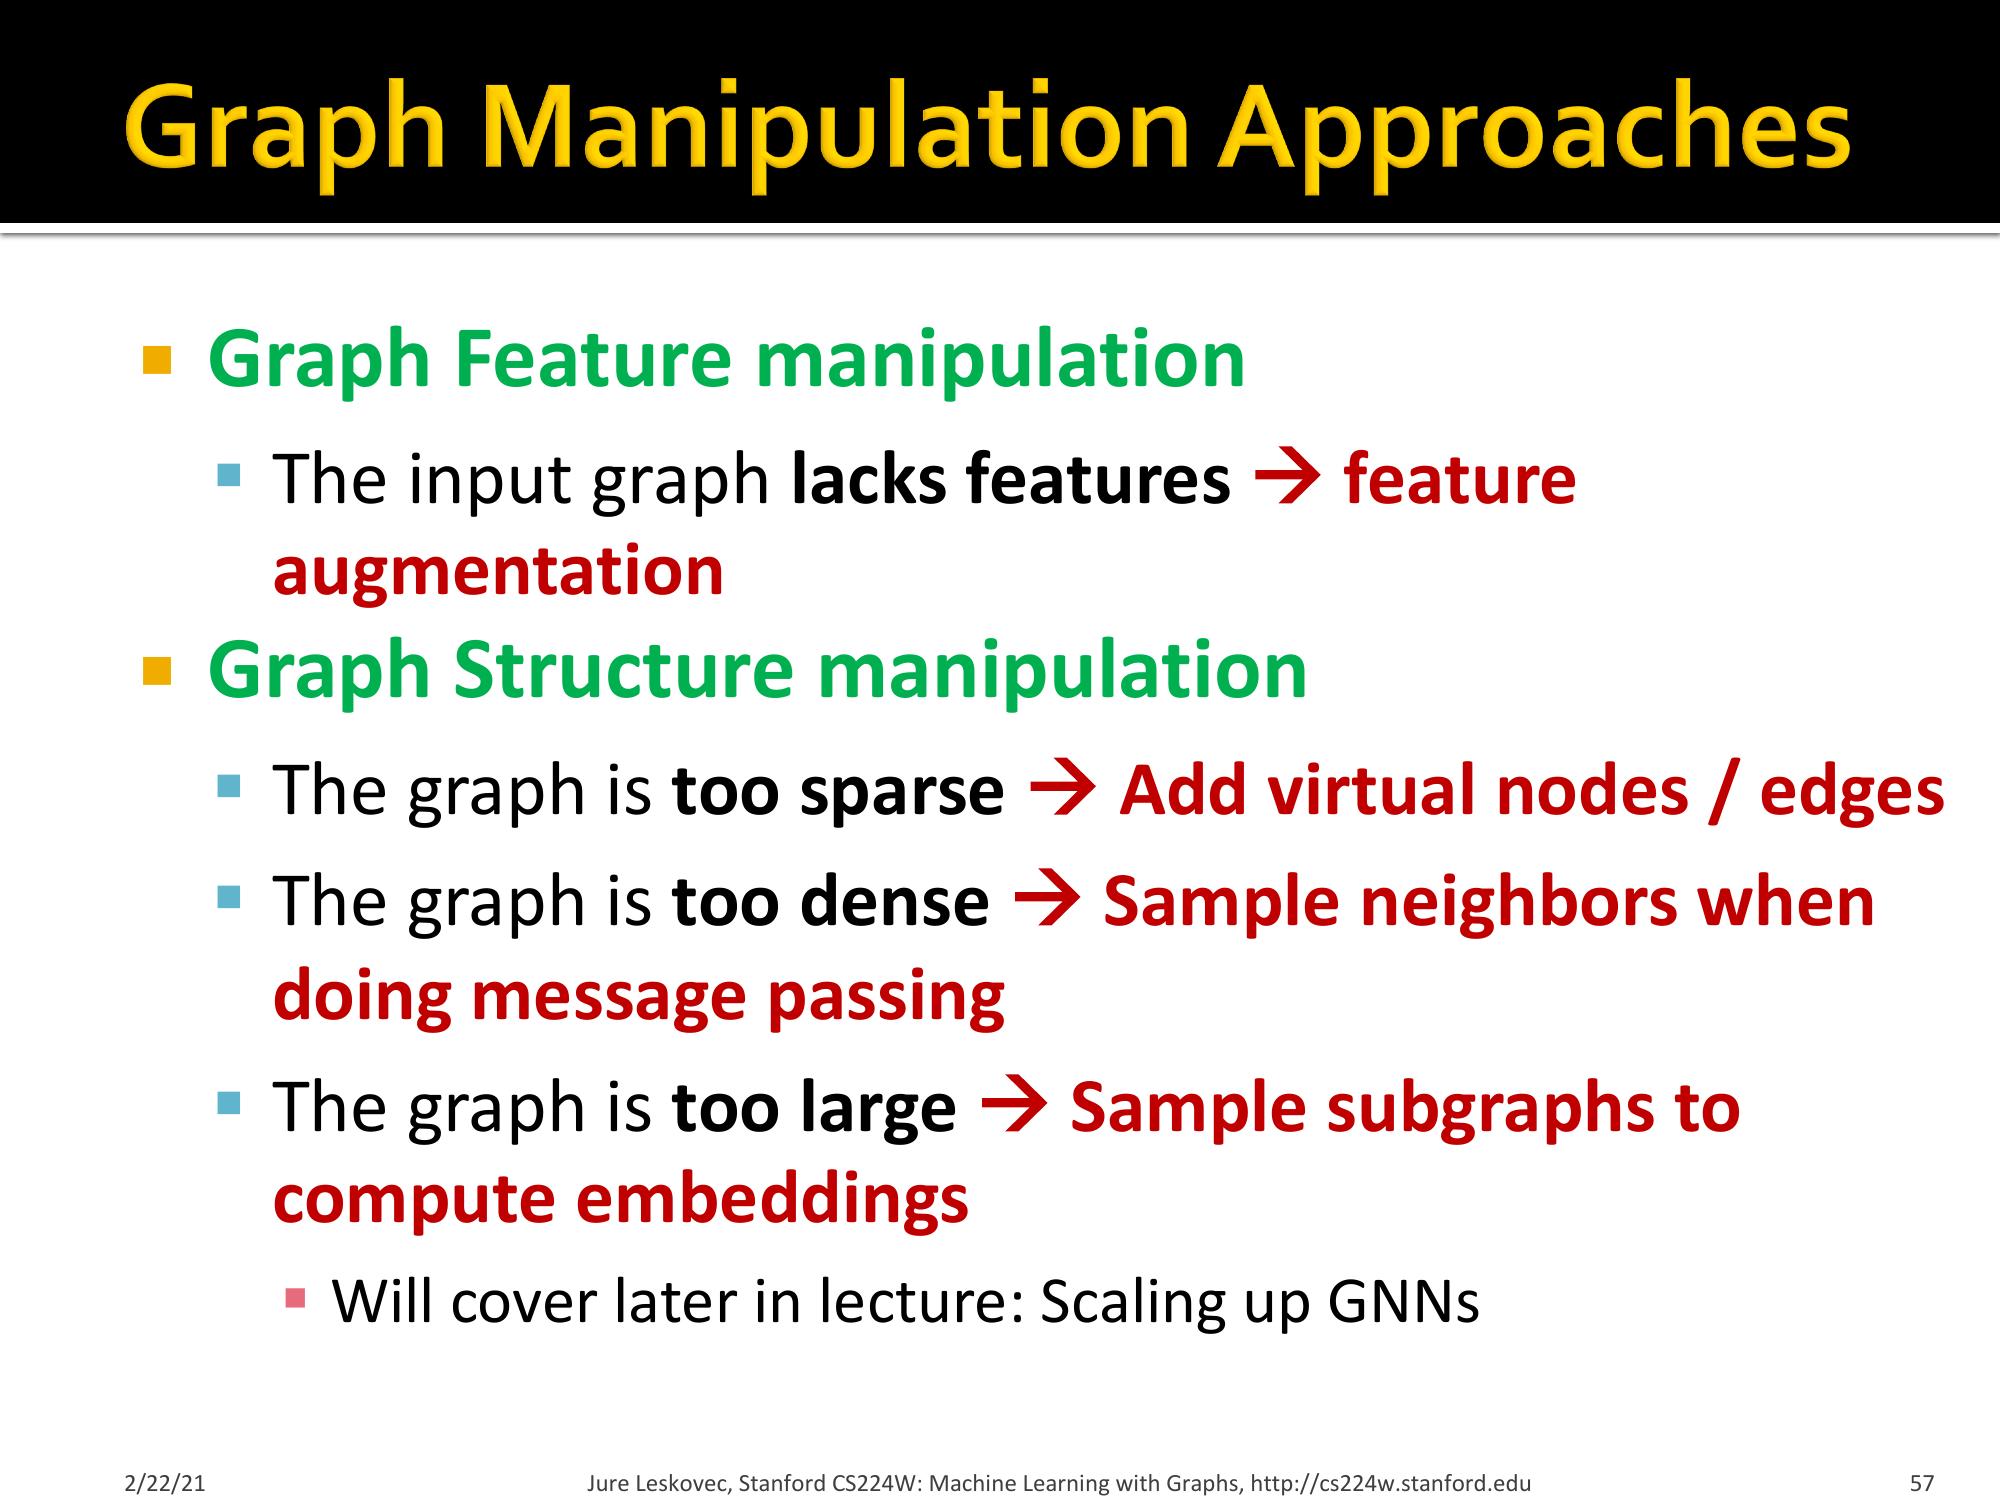 Graph Manipulation Approaches
Graph Feature manipulation
The input graph lacks features → feature
augmentation
Graph Structure manipulation
The graph is too sparse → Add virtual nodes / edges
The graph is too dense → Sample neighbors when
doing message passing
The graph is too large → Sample subgraphs to
compute embeddings
Will cover later in lecture: Scaling up GNNs
2/22/21
Jure Leskovec, Stanford CS224W: Machine Learning with Graphs, http://cs224w.stanford.edu
57